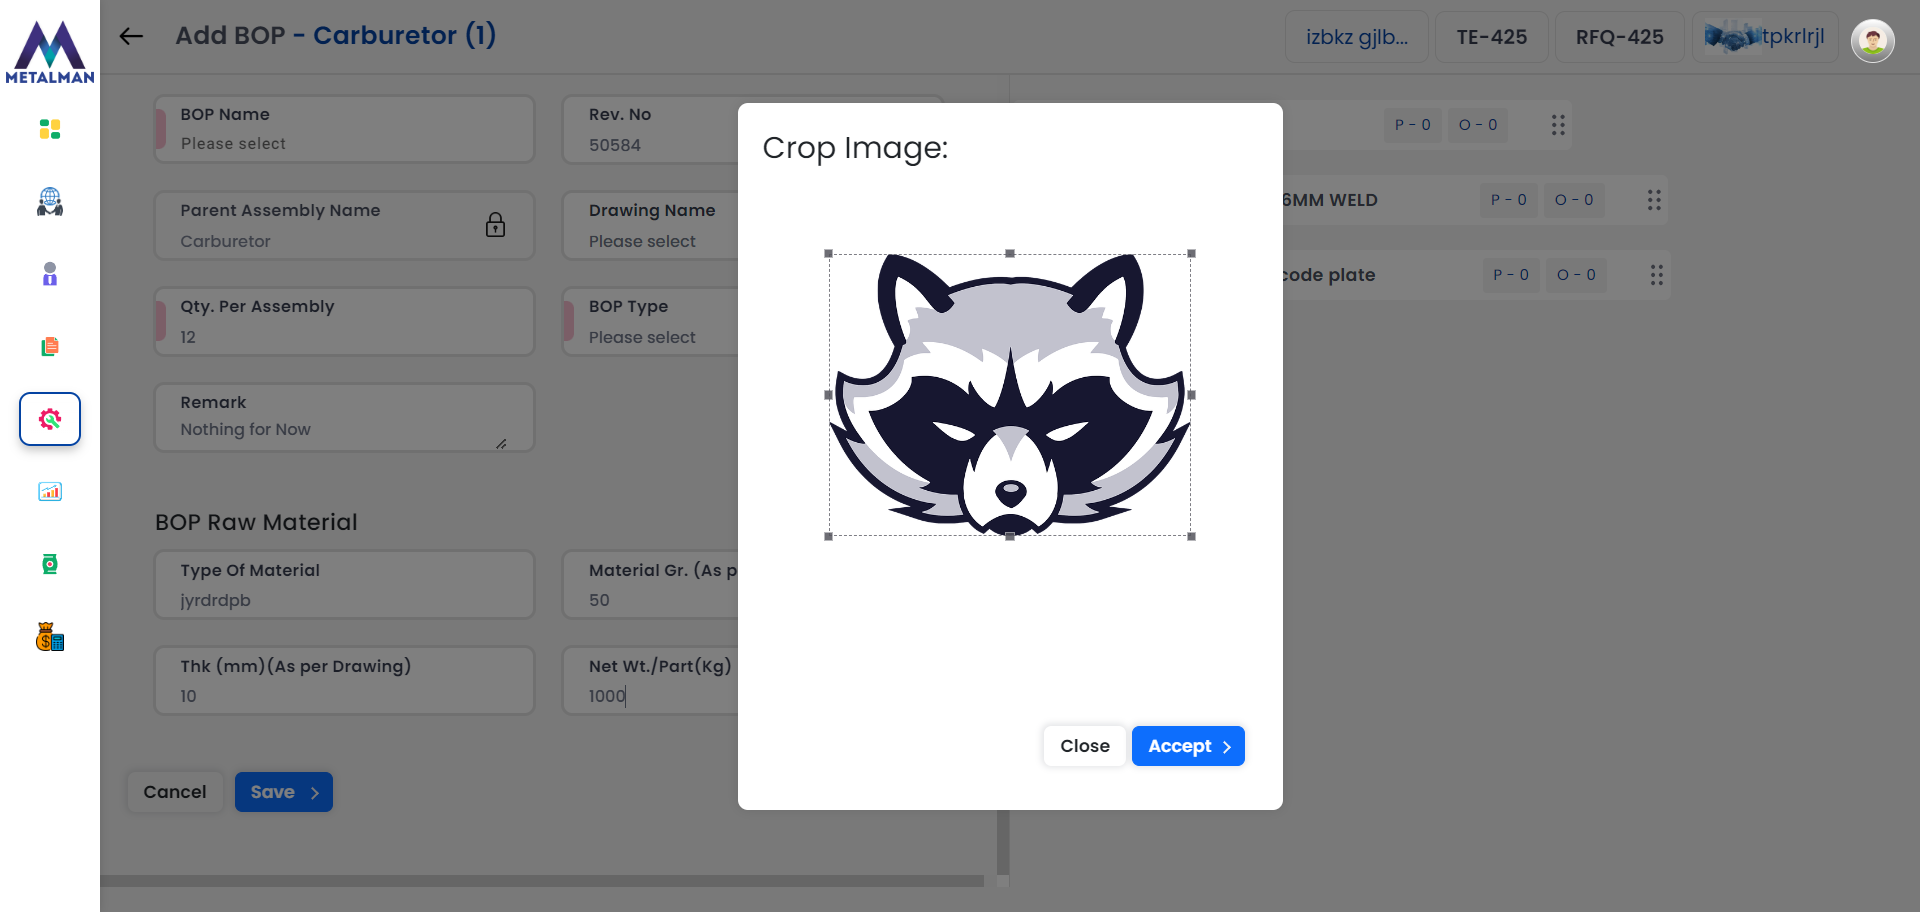 METALMAN
Add BOP - Carburetor (1)
izbkz gjlb...
TE-425
RFQ-425
tpkrlrjl
BOP Name
Please select
Rev. No
50584
Parent Assembly Name
Carburetor
Drawing Name
Please select
Qty. Per Assembly
12
BOP Type
Please select
Remark
Nothing for Now
BOP Raw Material
Type Of Material
jyrdrdpb
Material Gr. (As p
50
Thk (mm)(As per Drawing)
10
Net Wt./Part(Kg)
1000
Cancel
Save
Crop Image:
Close
Accept
P - 0
O - 0
6MM WELD
P - 0
O - 0
code plate
P - 0
O - 0